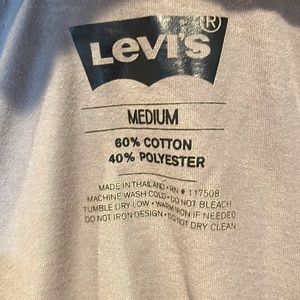 LEVI'S®
MEDIUM
60% COTTON
40% POLYESTER
MADE IN THAILAND • RN # 117508
MACHINE WASH COLD • DO NOT BLEACH
TUMBLE DRY LOW • WARM IRON IF NEEDED
DO NOT IRON DESIGN • DO NOT DRY CLEAN